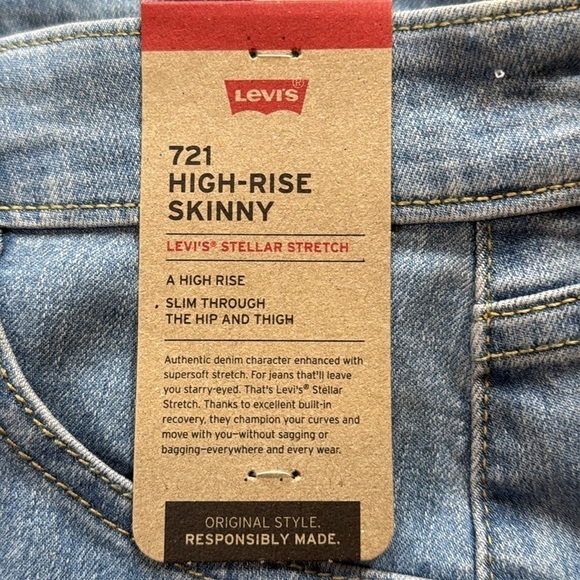 LEVI'S®
721
HIGH-RISE
SKINNY
LEVI'S® STELLAR STRETCH
A HIGH RISE
SLIM THROUGH
THE HIP AND THIGH
Authentic denim character enhanced with
supersoft stretch. For jeans that'll leave
you starry-eyed. That's Levi's® Stellar
Stretch. Thanks to excellent built-in
recovery, they champion your curves and
move with you—without sagging or
bagging—everywhere and every wear.
ORIGINAL STYLE.
RESPONSIBLY MADE.